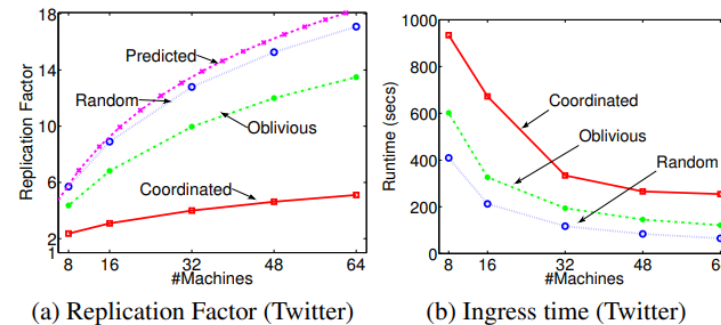 18
14
10
6
2
1
Replication Factor
Predicted
Random
Oblivious
Coordinated
8
16
32
48
64
#Machines
(a) Replication Factor (Twitter)
1000
800
600
400
200
0
Runtime (secs)
Coordinated
Oblivious
Random
8
16
32
48
6
#Machines
(b) Ingress time (Twitter)